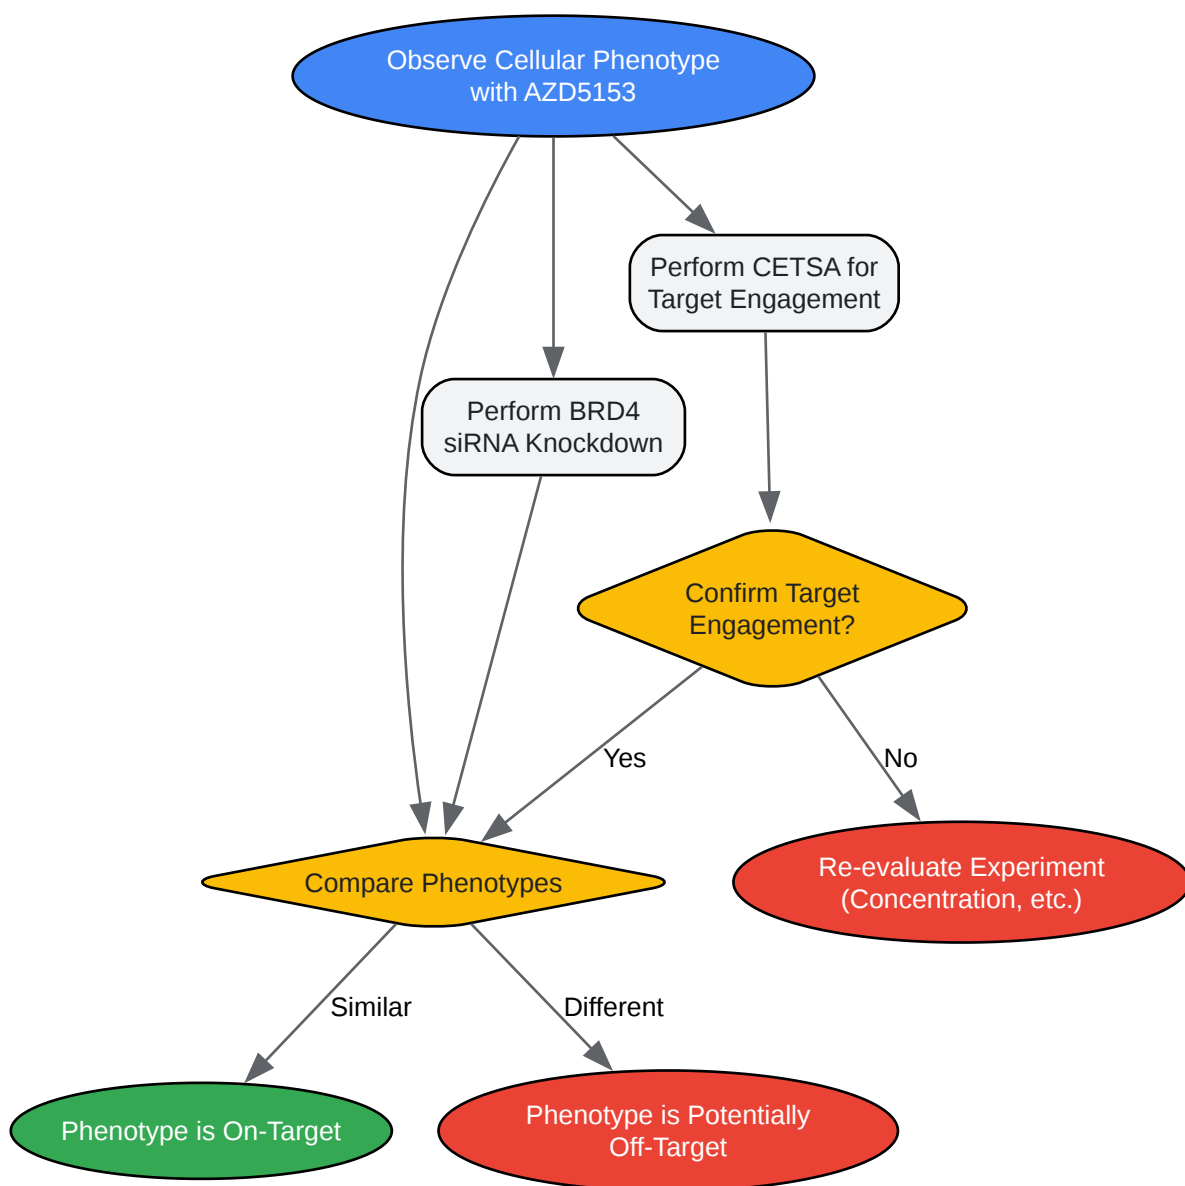 Observe Cellular Phenotype
with AZD5153
Perform CETSA for
Target Engagement
Perform BRD4
siRNA Knockdown
Confirm Target
Engagement?
Yes
No
Compare Phenotypes
Re-evaluate Experiment
(Concentration, etc.)
Similar
Different
Phenotype is On-Target
Phenotype is Potentially
Off-Target